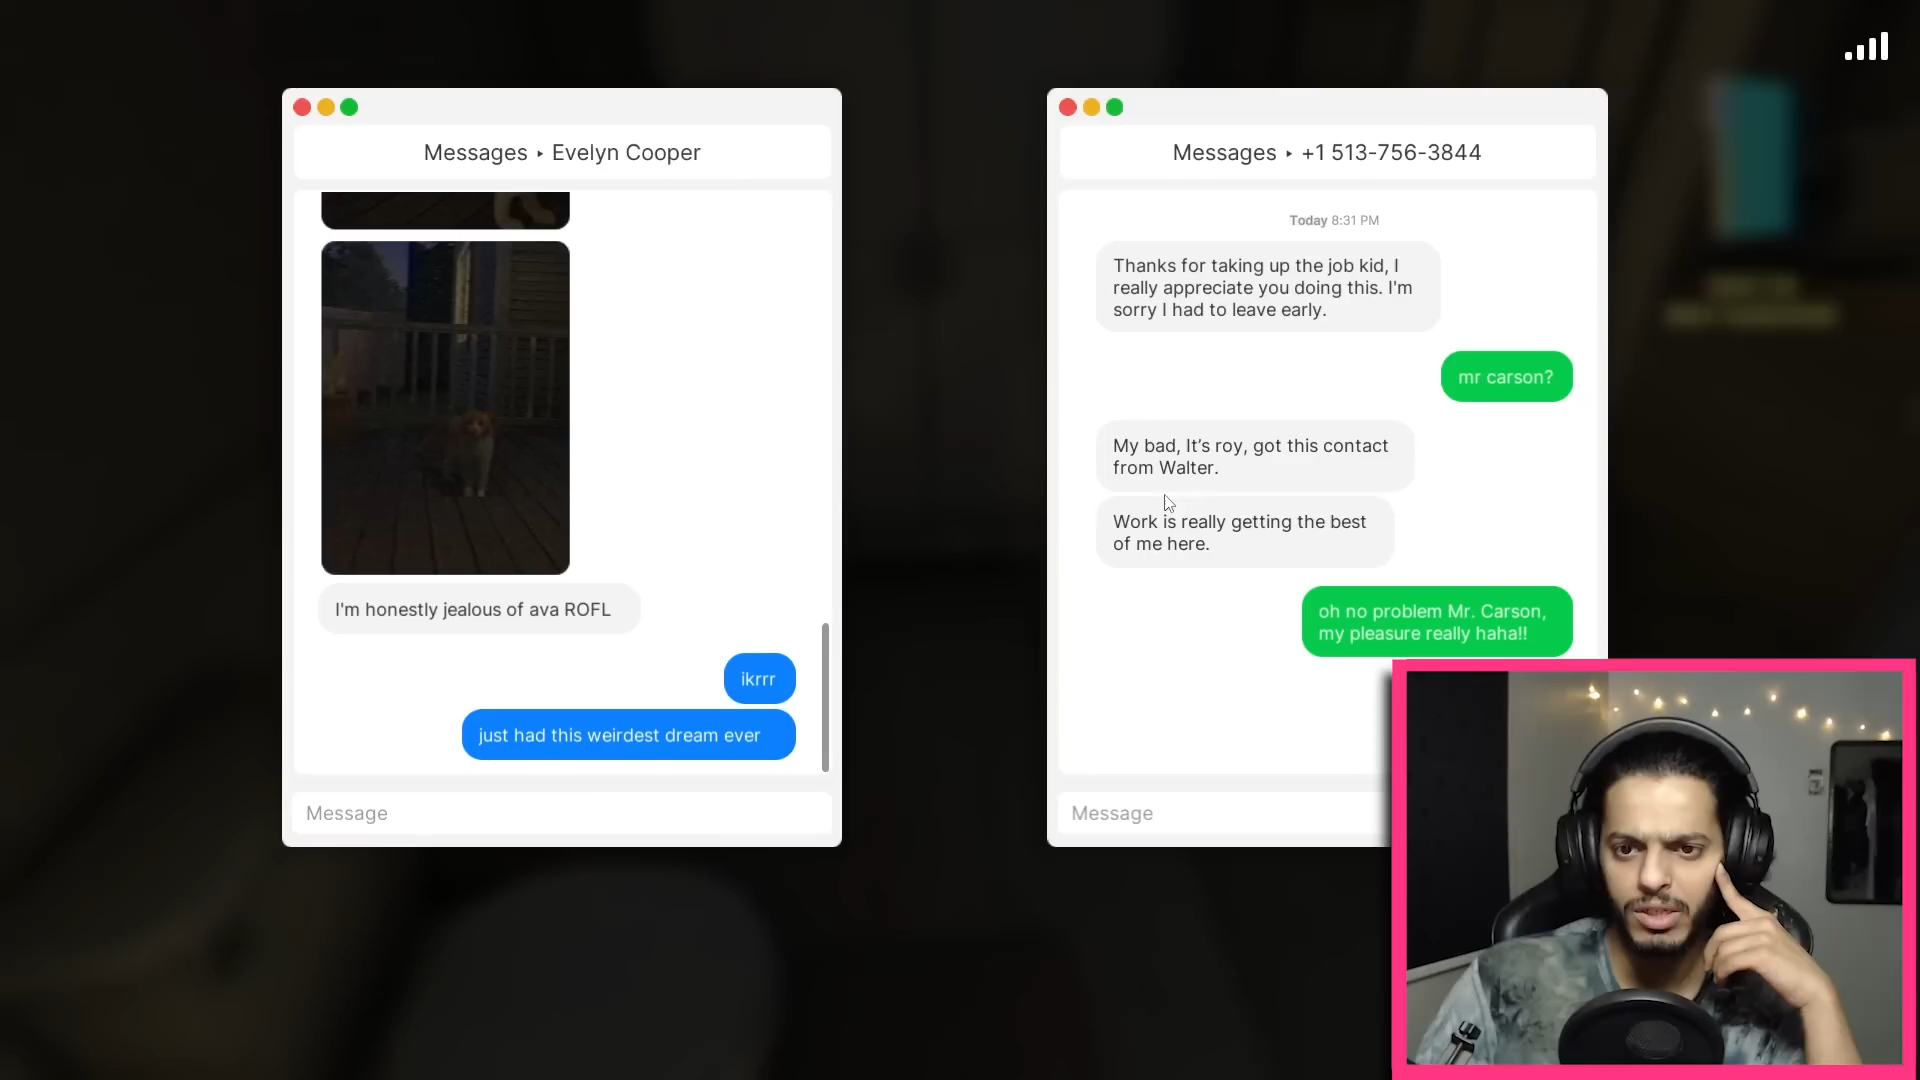 Messages ‣ Evelyn Cooper
I'm honestly jealous of ava ROFL
ikrrr
just had this weirdest dream ever
Message
Messages ‣ +1 513-756-3844
Today 8:31 PM
Thanks for taking up the job kid, I
really appreciate you doing this. I'm
sorry I had to leave early.
mr carson?
My bad, It’s roy, got this contact
from Walter.
Work is really getting the best
of me here.
oh no problem Mr. Carson,
my pleasure really haha!!
Message